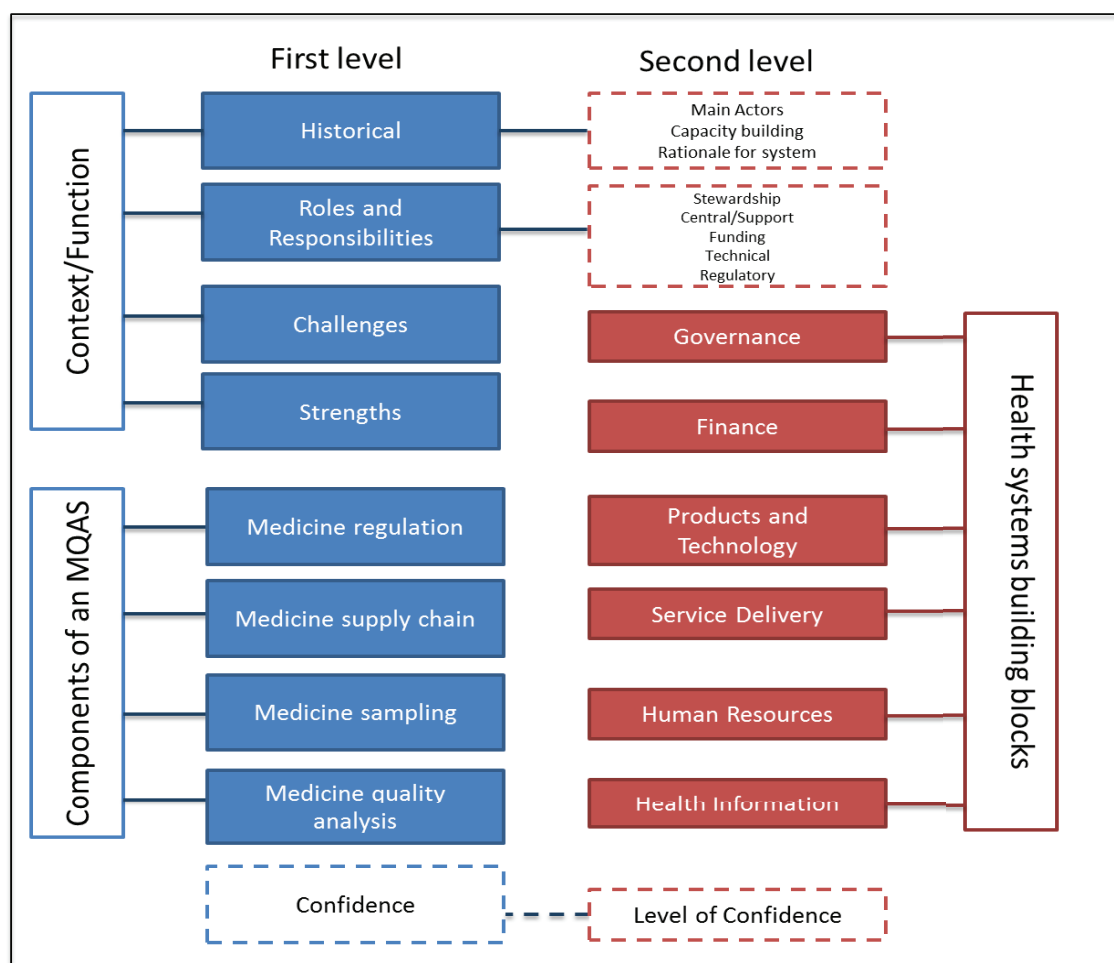 First level
Second level
Context/Function
Historical
Main Actors
Capacity building
Rationale for system
Roles and
Responsibilities
Stewardship
Central/Support
Funding
Technical
Regulatory
Challenges
Strengths
Governance
Finance
Health systems building blocks
Components of an MQAS
Medicine regulation
Products and
Technology
Medicine supply chain
Service Delivery
Medicine sampling
Human Resources
Medicine quality
analysis
Health Information
Confidence
Level of Confidence